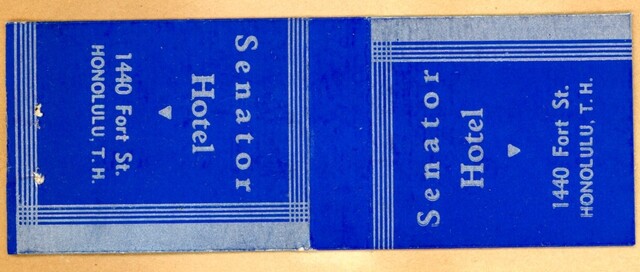 Senator
Hotel
1440 Fort St.
HONOLULU, T. H.
Senator
Hotel
1440 Fort St.
HONOLULU, T. H.